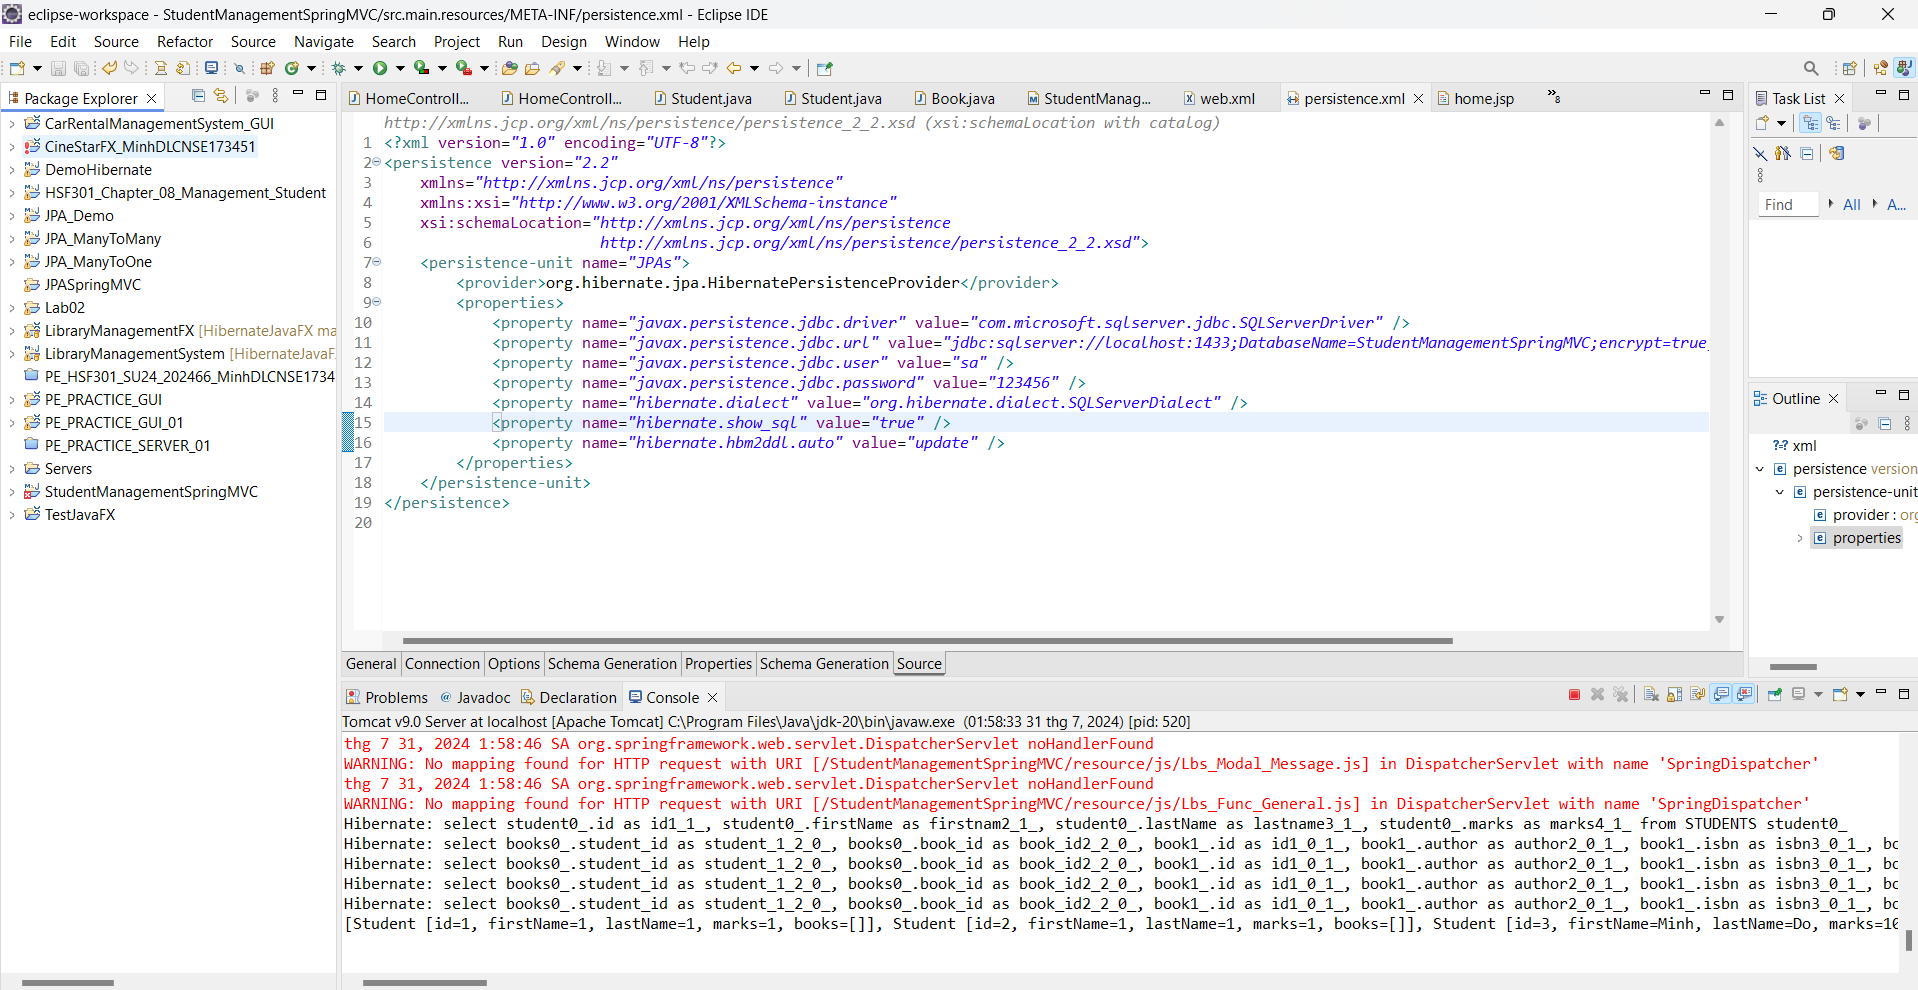 eclipse-workspace - StudentManagementSpringMVC/src.main.resources/META-INF/persistence.xml - Eclipse IDE
File Edit Source Refactor Source Navigate Search Project Run Design Window Help
Package Explorer
CarRentalManagementSystem_GUI
CineStarFX_MinhDLCNSE173451
DemoHibernate
HSF301_Chapter_08_Management_Student
JPA_Demo
JPA_ManyToMany
JPA_ManyToOne
JPASpringMVC
Lab02
LibraryManagementFX [HibernateJavaFX ma
LibraryManagementSystem [HibernateJavaF
PE_HSF301_SU24_202466_MinhDLCNSE1734
PE_PRACTICE_GUI
PE_PRACTICE_GUI_01
PE_PRACTICE_SERVER_01
Servers
StudentManagementSpringMVC
TestJavaFX
HomeControll... HomeControll... Student.java Student.java Book.java StudentManag... web.xml persistence.xml home.jsp »8
http://xmlns.jcp.org/xml/ns/persistence/persistence_2_2.xsd (xsi:schemaLocation with catalog)
1 <?xml version="1.0" encoding="UTF-8"?>
2 <persistence version="2.2"
3 xmlns="http://xmlns.jcp.org/xml/ns/persistence"
4 xmlns:xsi="http://www.w3.org/2001/XMLSchema-instance"
5 xsi:schemaLocation="http://xmlns.jcp.org/xml/ns/persistence
6 http://xmlns.jcp.org/xml/ns/persistence/persistence_2_2.xsd">
7 <persistence-unit name="JPAs">
8 <provider>org.hibernate.jpa.HibernatePersistenceProvider</provider>
9 <properties>
10 <property name="javax.persistence.jdbc.driver" value="com.microsoft.sqlserver.jdbc.SQLServerDriver" />
11 <property name="javax.persistence.jdbc.url" value="jdbc:sqlserver://localhost:1433;DatabaseName=StudentManagementSpringMVC;encrypt=true
12 <property name="javax.persistence.jdbc.user" value="sa" />
13 <property name="javax.persistence.jdbc.password" value="123456" />
14 <property name="hibernate.dialect" value="org.hibernate.dialect.SQLServerDialect" />
15 <property name="hibernate.show_sql" value="true" />
16 <property name="hibernate.hbm2ddl.auto" value="update" />
17 </properties>
18 </persistence-unit>
19 </persistence>
20
General Connection Options Schema Generation Properties Schema Generation Source
Task List
Find All A...
Outline
?=? xml
persistence version
persistence-unit
provider : org
properties
Problems Javadoc Declaration Console
Tomcat v9.0 Server at localhost [Apache Tomcat] C:\Program Files\Java\jdk-20\bin\javaw.exe (01:58:33 31 thg 7, 2024) [pid: 520]
thg 7 31, 2024 1:58:46 SA org.springframework.web.servlet.DispatcherServlet noHandlerFound
WARNING: No mapping found for HTTP request with URI [/StudentManagementSpringMVC/resource/js/Lbs_Modal_Message.js] in DispatcherServlet with name 'SpringDispatcher'
thg 7 31, 2024 1:58:46 SA org.springframework.web.servlet.DispatcherServlet noHandlerFound
WARNING: No mapping found for HTTP request with URI [/StudentManagementSpringMVC/resource/js/Lbs_Func_General.js] in DispatcherServlet with name 'SpringDispatcher'
Hibernate: select student0_.id as id1_1_, student0_.firstName as firstnam2_1_, student0_.lastName as lastname3_1_, student0_.marks as marks4_1_ from STUDENTS student0_
Hibernate: select books0_.student_id as student_1_2_0_, books0_.book_id as book_id2_2_0_, book1_.id as id1_0_1_, book1_.author as author2_0_1_, book1_.isbn as isbn3_0_1_, bo
Hibernate: select books0_.student_id as student_1_2_0_, books0_.book_id as book_id2_2_0_, book1_.id as id1_0_1_, book1_.author as author2_0_1_, book1_.isbn as isbn3_0_1_, bo
Hibernate: select books0_.student_id as student_1_2_0_, books0_.book_id as book_id2_2_0_, book1_.id as id1_0_1_, book1_.author as author2_0_1_, book1_.isbn as isbn3_0_1_, bo
Hibernate: select books0_.student_id as student_1_2_0_, books0_.book_id as book_id2_2_0_, book1_.id as id1_0_1_, book1_.author as author2_0_1_, book1_.isbn as isbn3_0_1_, bo
[Student [id=1, firstName=1, lastName=1, marks=1, books=[]], Student [id=2, firstName=1, lastName=1, marks=1, books=[]], Student [id=3, firstName=Minh, lastName=Do, marks=10